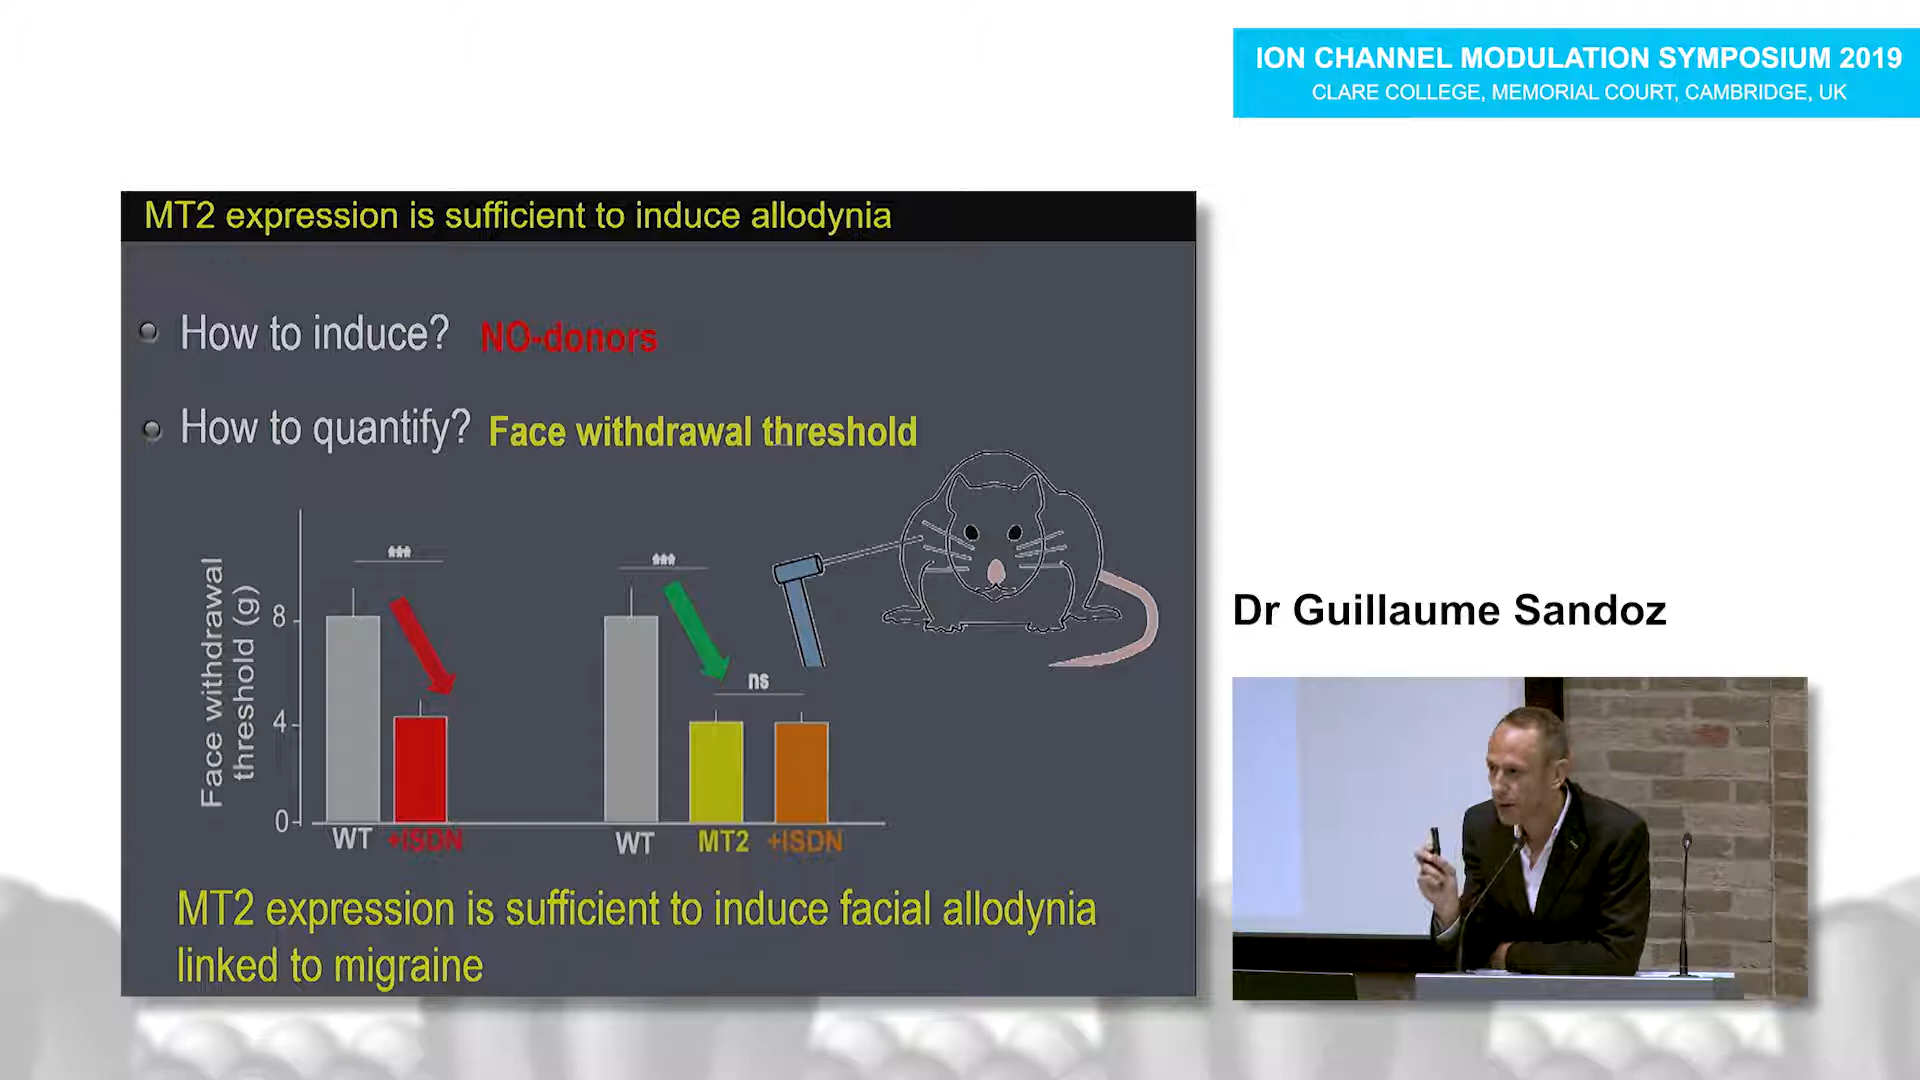 ION CHANNEL MODULATION SYMPOSIUM 2019
CLARE COLLEGE, MEMORIAL COURT, CAMBRIDGE, UK
MT2 expression is sufficient to induce allodynia
How to induce? NO-donors
How to quantify? Face withdrawal threshold
Face withdrawal
threshold (g)
8
4
0
***
***
ns
WT +ISDN
WT MT2 +ISDN
MT2 expression is sufficient to induce facial allodynia
linked to migraine
Dr Guillaume Sandoz